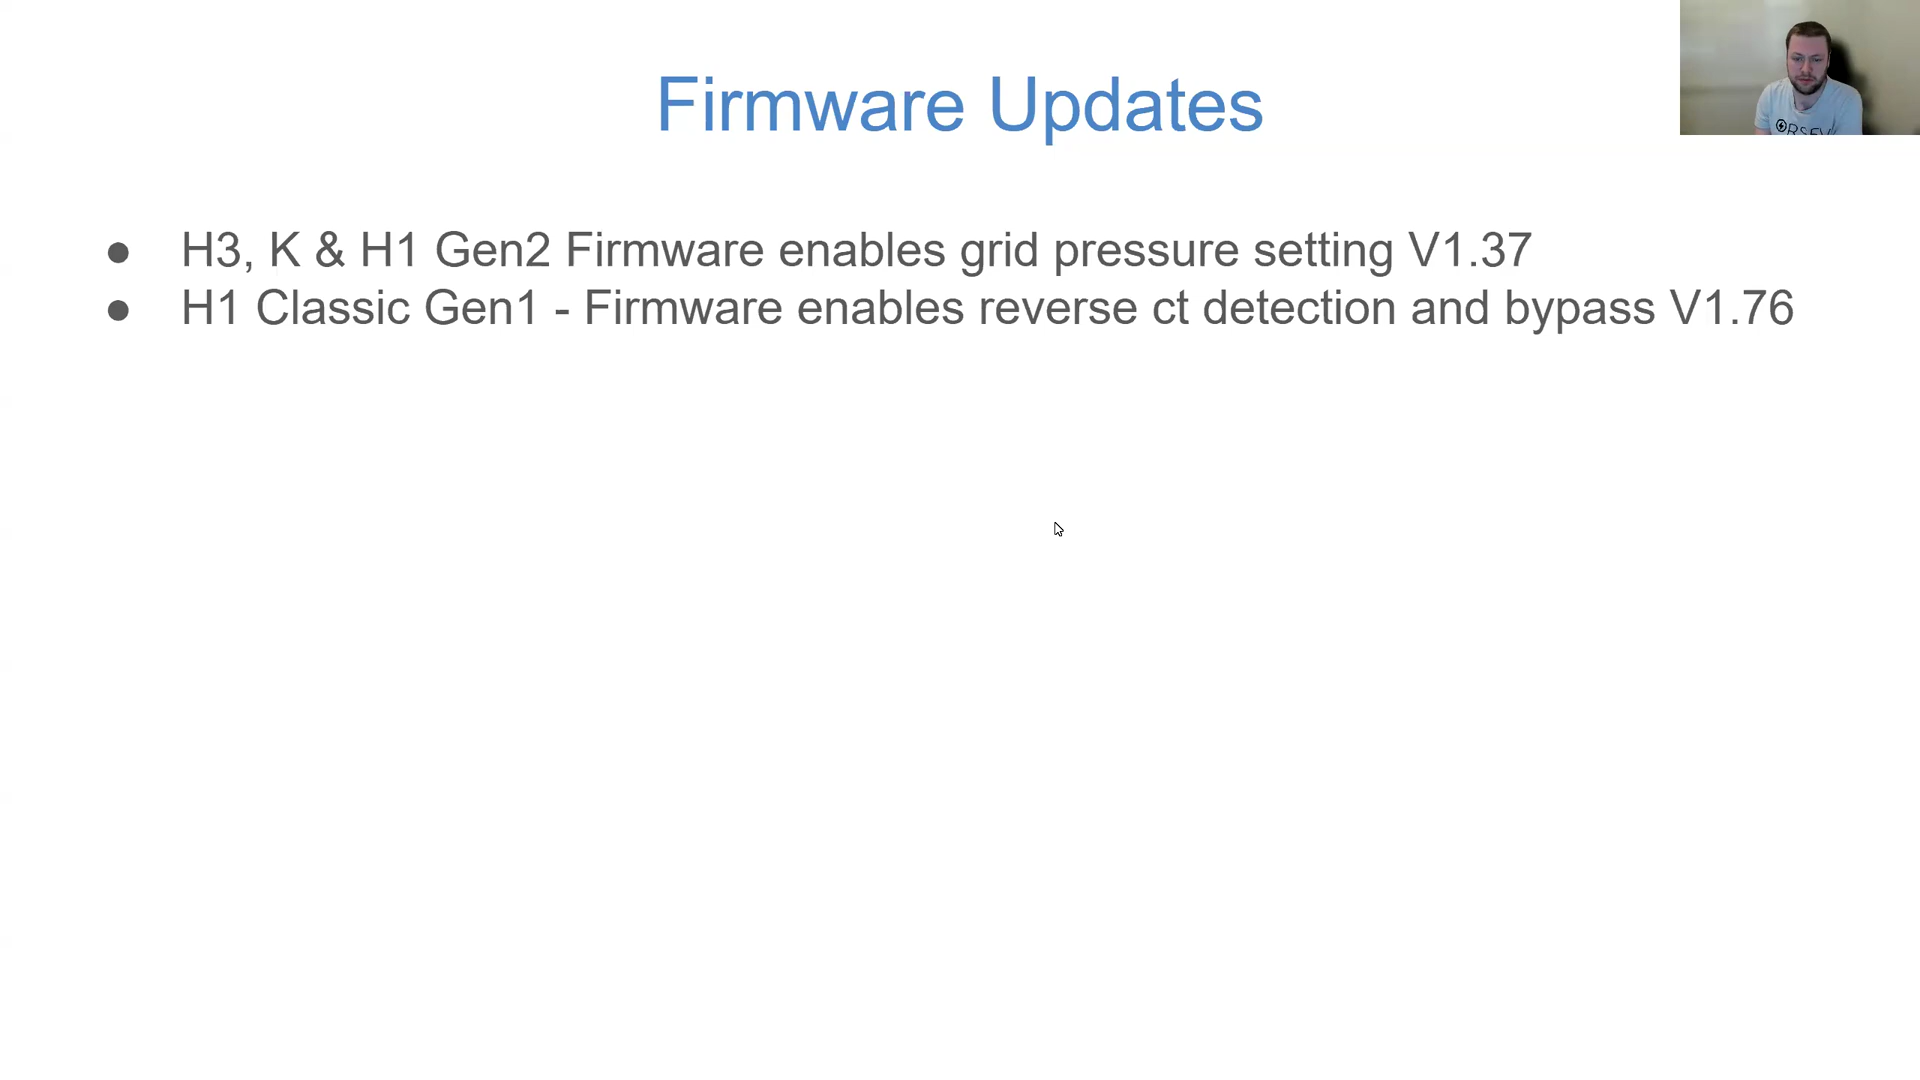 Firmware Updates
● H3, K & H1 Gen2 Firmware enables grid pressure setting V1.37
● H1 Classic Gen1 - Firmware enables reverse ct detection and bypass V1.76